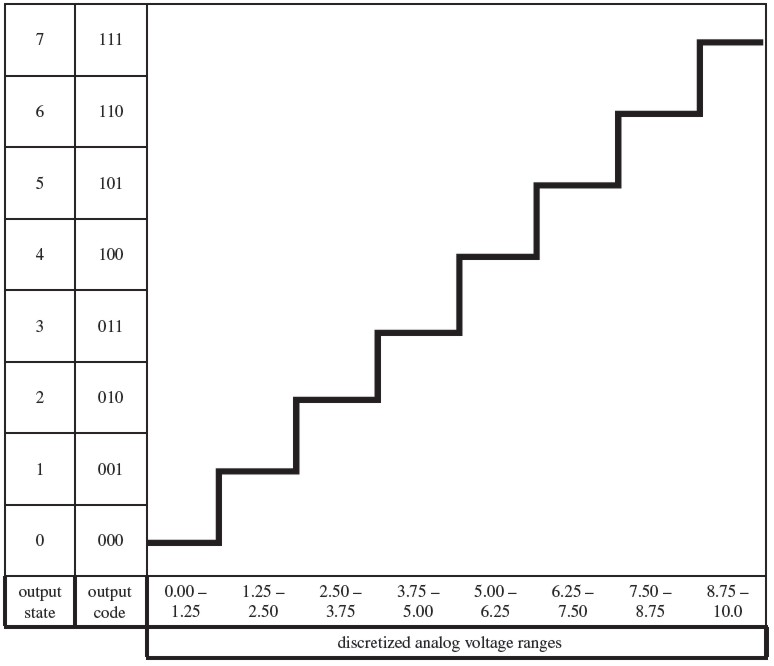 7 111
6 110
5 101
4 100
3 011
2 010
1 001
0 000
output output 0.00 – 1.25 – 2.50 – 3.75 – 5.00 – 6.25 – 7.50 – 8.75 –
state code 1.25 2.50 3.75 5.00 6.25 7.50 8.75 10.0
discretized analog voltage ranges